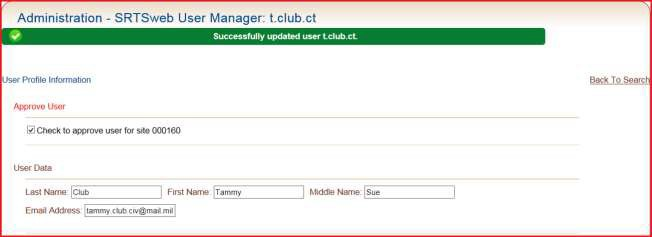 Administration - SRTSweb User Manager: t.club.ct
Successfully updated user t.club.ct.
User Profile Information
Back To Search
Approve User
Check to approve user for site 000160
User Data
Last Name: Club First Name: Tammy Middle Name: Sue
Email Address: tammy.club.civ@mail.mil